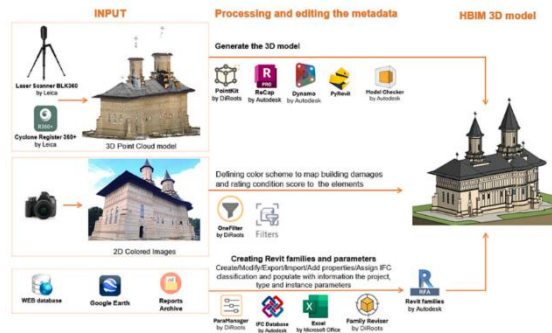 INPUT
Processing and editing the metadata
HBIM 3D model
Laser Scanner BLK360
by Leica
R360+
Cyclone Register 360+
by Leica
3D Point Cloud model
Generate the 3D model
PointKit
by DiRoots
R
PRO
ReCap
by Autodesk
Dynamo
by Autodesk
PyRevit
Model Checker
by Autodesk
2D Colored Images
Defining color scheme to map building damages
and rating condition score to the elements
OneFilter
by DiRoots
Filters
WEB database
Google Earth
Reports
Archive
Creating Revit families and parameters
Create/Modify/Export/Import/Add properties/Assign IFC
classification and populate with information the project,
type and instance parameters
ParaManager
by DiRoots
IFC Database
by Autodesk
Excel
by Microsoft Office
Family Reviser
by DiRoots
R
RFA
Revit families
by Autodesk